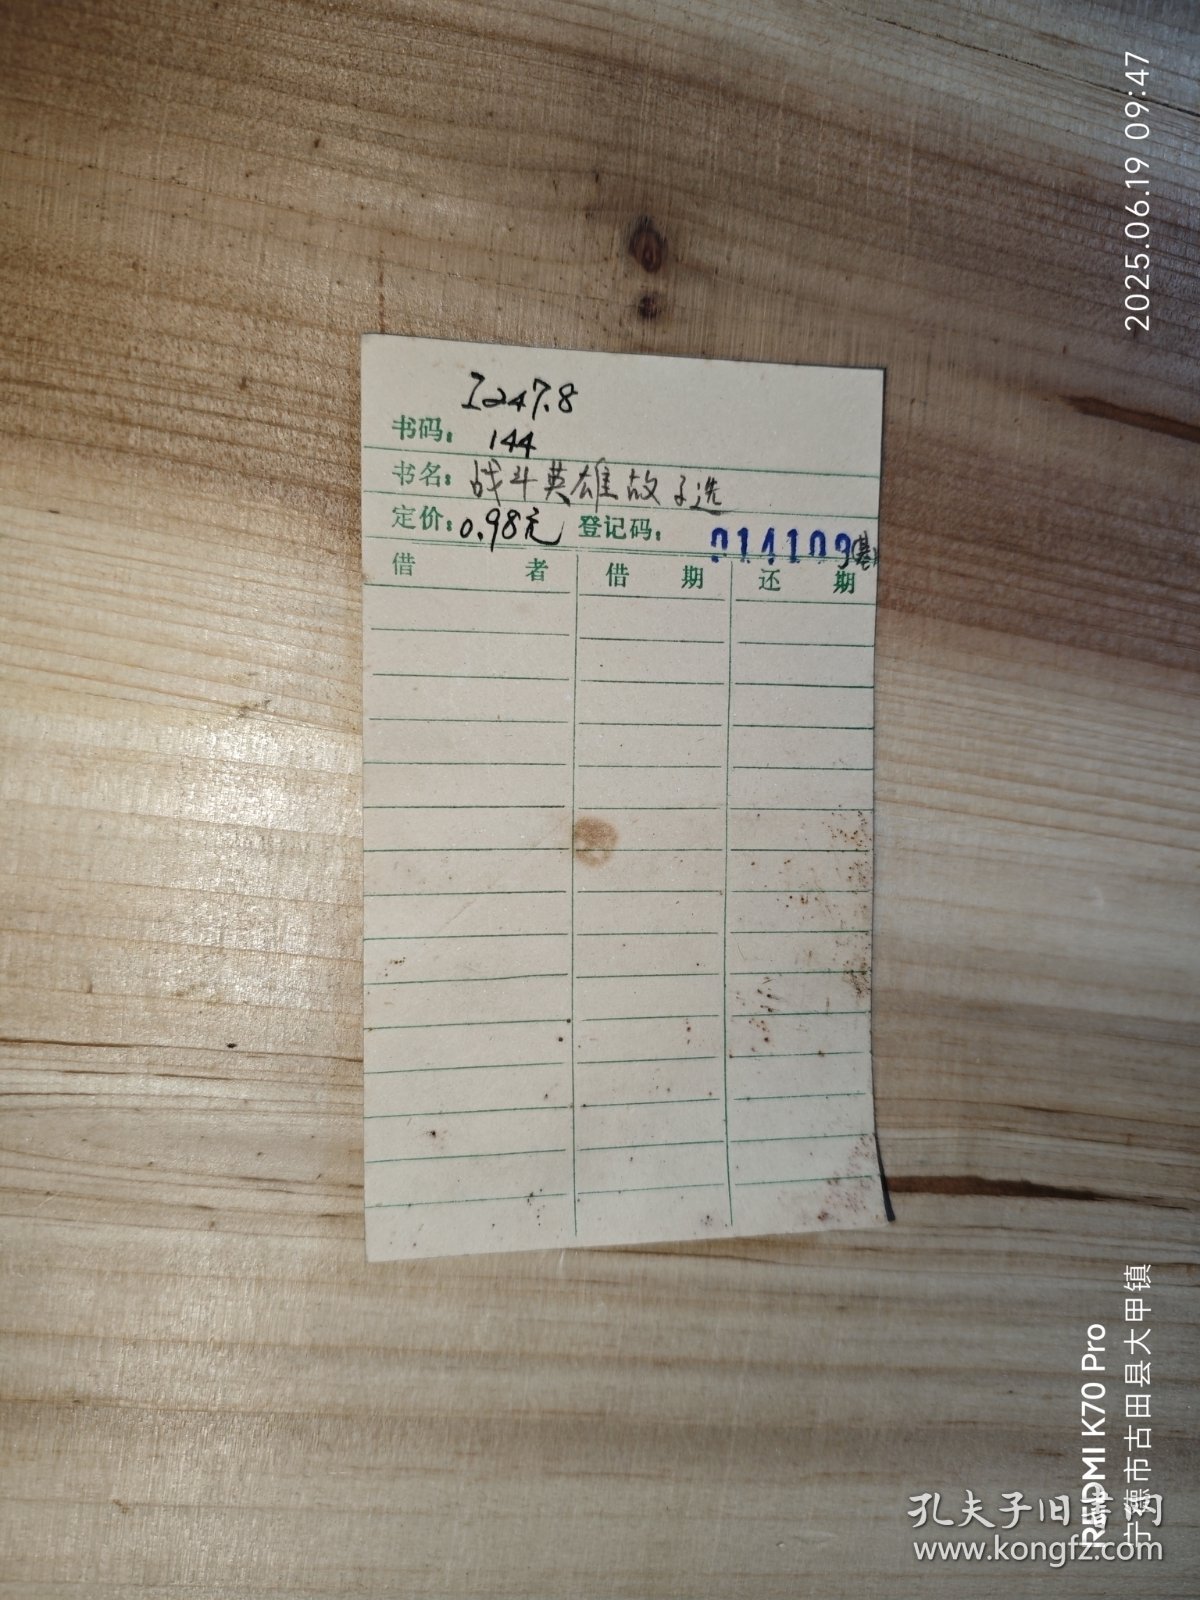 I247.8
书码：144
书名：战斗英雄故子选
定价：0.98元 登记码：014109(基)
借者 借期 还期
2025.06.19 09:47
REDMI K70 Pro
宁德市古田县大甲镇
孔夫子旧书网
www.kongfz.com